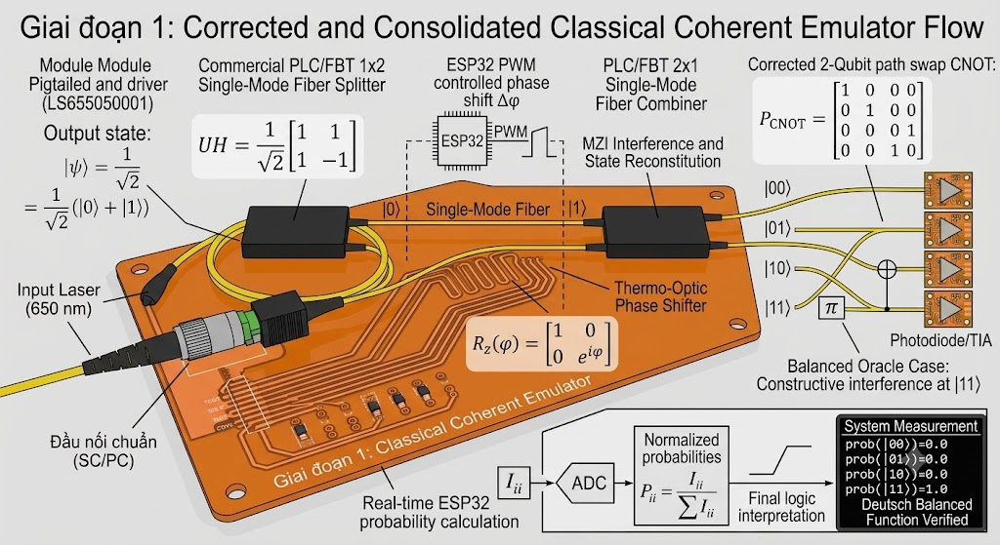 Giai đoạn 1: Corrected and Consolidated Classical Coherent Emulator Flow
Module Module
Pigtailed and driver
(LS655050001)
Output state:
|ψ⟩ = 1/√2
= 1/√2 (|0⟩ + |1⟩)
Commercial PLC/FBT 1x2
Single-Mode Fiber Splitter
UH = 1/√2 [1 1
1 −1]
ESP32 PWM
controlled phase
shift Δφ
ESP32
PWM
PLC/FBT 2x1
Single-Mode
Fiber Combiner
MZI Interference and
State Reconstitution
Corrected 2-Qubit path swap CNOT:
P_CNOT = [1 0 0 0
0 1 0 0
0 0 0 1
0 0 1 0]
|0⟩
Single-Mode Fiber
|1⟩
|00⟩
|01⟩
|10⟩
|11⟩
π
Photodiode/TIA
Balanced Oracle Case:
Constructive interference at |11⟩
Input Laser
(650 nm)
Thermo-Optic
Phase Shifter
R_z(φ) = [1 0
0 e^{iφ}]
Đầu nối chuẩn
(SC/PC)
Giai đoạn 1: Classical Coherent Emulator
Real-time ESP32
probability calculation
I_ii
ADC
Normalized
probabilities
P_ii = I_ii / ∑ I_ii
Final logic
interpretation
System Measurement
prob(|00⟩)=0.0
prob(|01⟩)=0.0
prob(|10⟩)=0.0
prob(|11⟩)=1.0
Deutsch Balanced
Function Verified